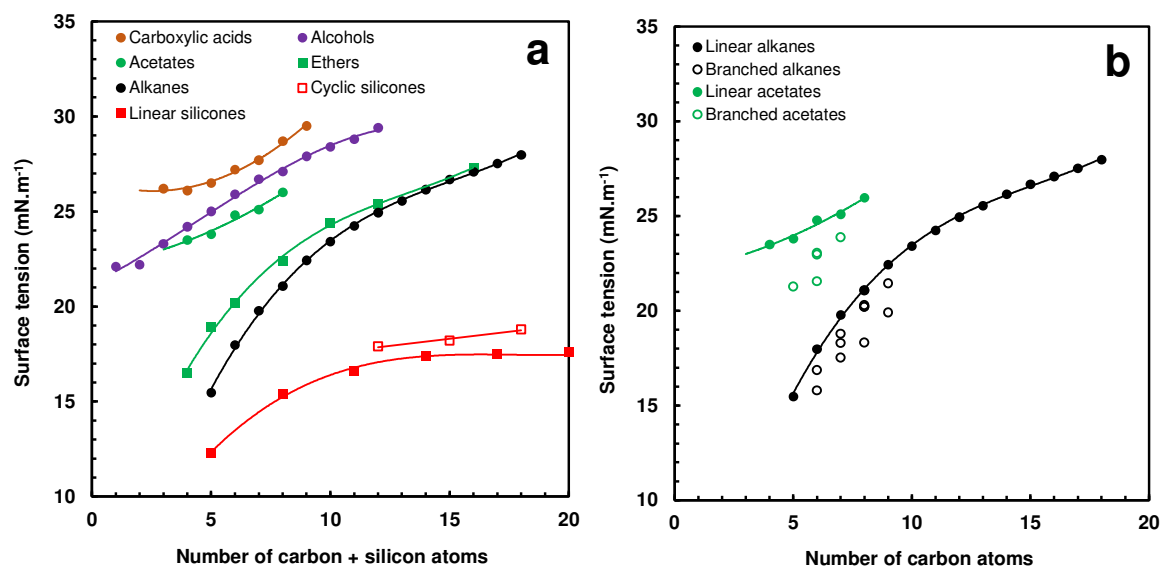 35
30
25
20
15
10
0
5
10
15
20
Surface tension (mN.m-1)
Number of carbon + silicon atoms
a
Carboxylic acids
Alcohols
Acetates
Ethers
Alkanes
Cyclic silicones
Linear silicones
35
30
25
20
15
10
0
5
10
15
20
Surface tension (mN.m-1)
Number of carbon atoms
b
Linear alkanes
Branched alkanes
Linear acetates
Branched acetates